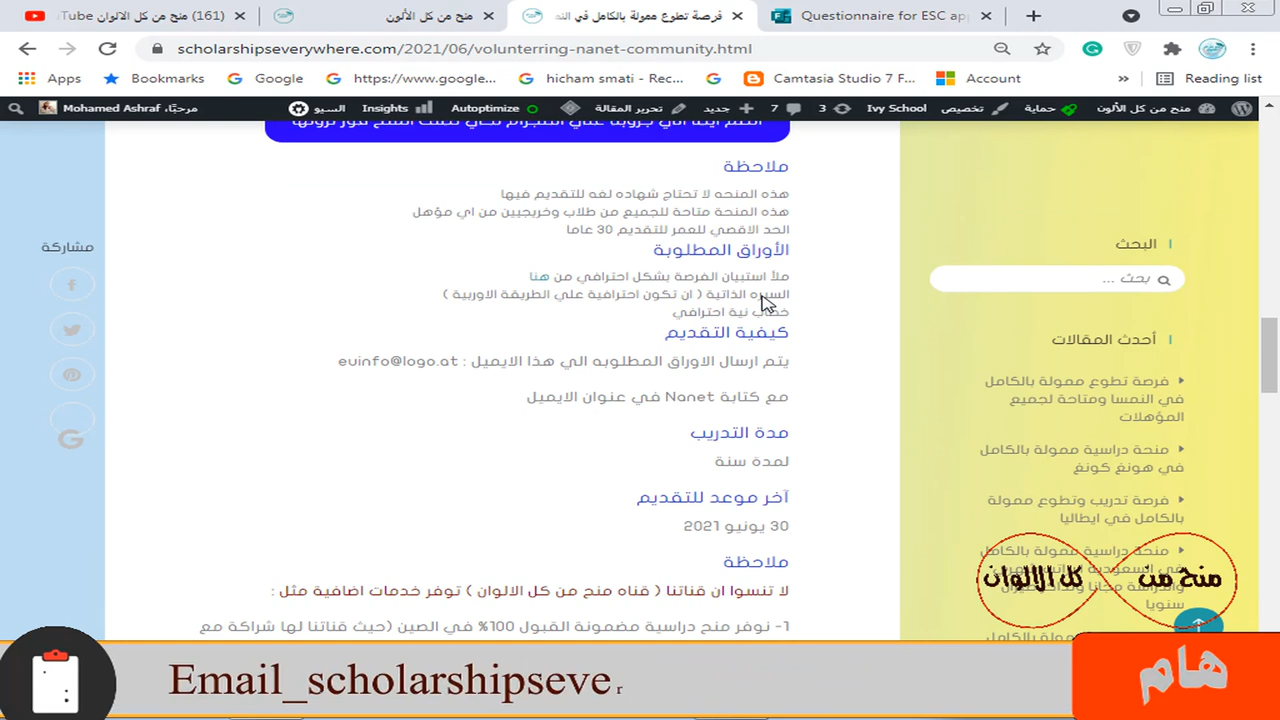 (161) منح من كل الالوان
منح من كل الألون
فرصة تطوع ممولة بالكامل في
Questionnaire for ESC ap
scholarshipseverywhere.com/2021/06/volunterring-nanet-community.html
Apps
Bookmarks
Google
https://www.google...
hicham smati - Rec...
Camtasia Studio 7 F...
Account
»
Reading list
مرحبًا، Mohamed Ashraf
السيو
Insights
Autoptimize
تحرير المقالة
جديد
7
3
Ivy School
تخصيص
حماية
منح من كل الألون
ملاحظة
هذه المنحه لا تحتاج شهاده لغه للتقديم فيها
هذه المنحة متاحة للجميع من طلاب وخريجيين من اي مؤهل
الحد الاقصي للعمر للتقديم 30 عاما
الأوراق المطلوبة
ملأ استبيان الفرصة بشكل احترافي من هنا
السيره الذاتية ( ان تكون احترافية علي الطريقة الاوربية )
خطاب نية احترافي
كيفية التقديم
يتم ارسال الاوراق المطلوبه الي هذا الايميل : euinfo@logo.at
مع كتابة Nanet في عنوان الايميل
مدة التدريب
لمدة سنة
آخر موعد للتقديم
30 يونيو 2021
ملاحظة
لا تنسوا ان قناتنا ( قناه منح من كل الالوان ) توفر خدمات اضافية مثل :
1- نوفر منح دراسية مضمونة القبول 100% في الصين (حيث قناتنا لها شراكة مع
مشاركة
البحث
بحث ...
أحدث المقالات
فرصة تطوع ممولة بالكامل
في النمسا ومتاحة لجميع
المؤهلات
منحة دراسية ممولة بالكامل
في هونغ كونغ
فرصة تدريب وتطوع ممولة
بالكامل في ايطاليا
منحة دراسية ممولة بالكامل
سنويا
منح من كل الالوان
Email_scholarshipsever
هام